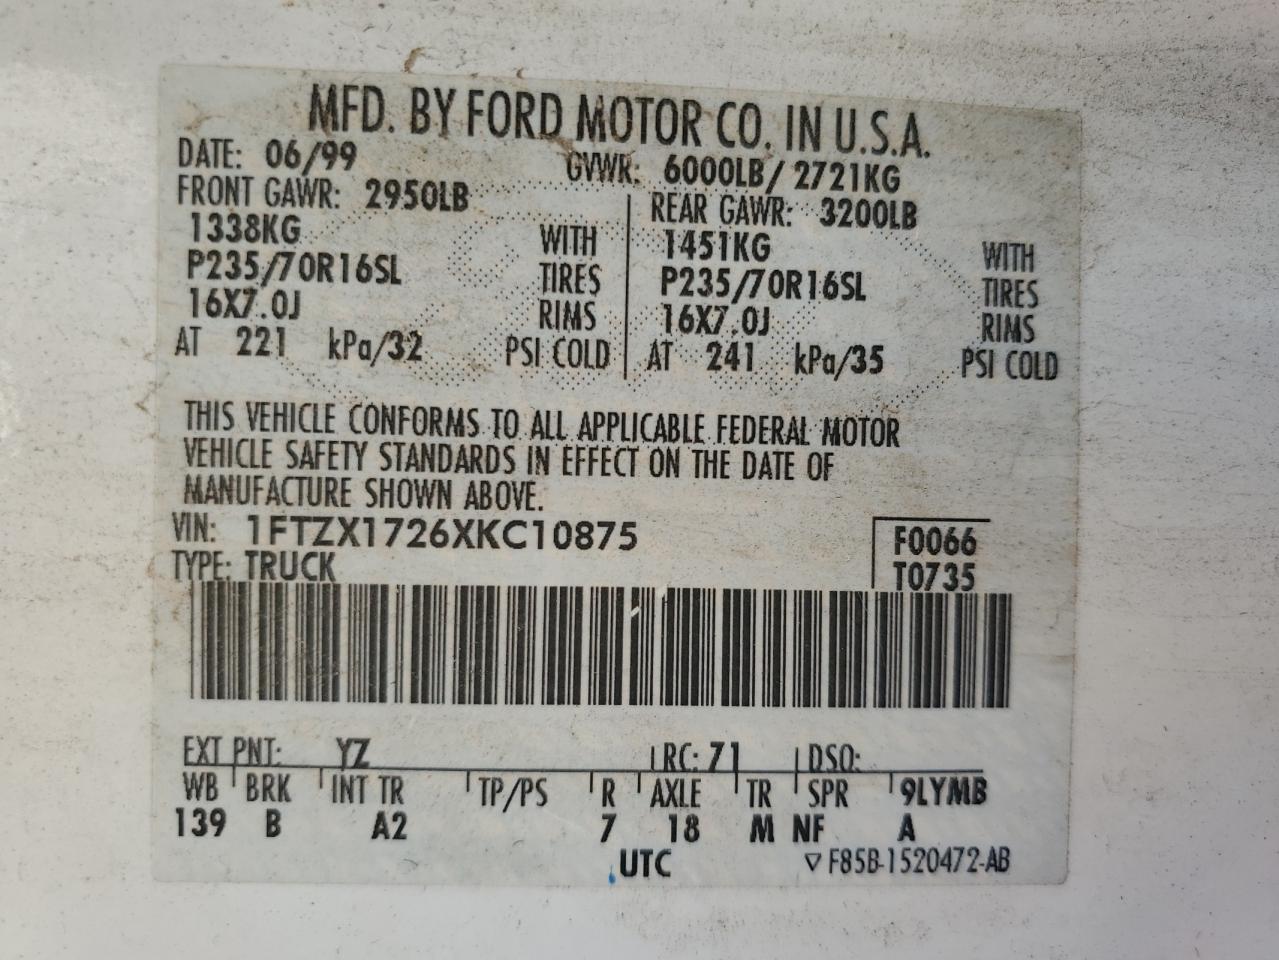 MFD. BY FORD MOTOR CO. IN U.S.A.
DATE: 06/99 GVWR: 6000LB/2721KG
FRONT GAWR: 2950LB REAR GAWR: 3200LB
1338KG WITH 1451KG WITH
P235/70R16SL TIRES P235/70R16SL TIRES
16X7.0J RIMS 16X7.0J RIMS
AT 221 kPa/32 PSI COLD AT 241 kPa/35 PSI COLD
THIS VEHICLE CONFORMS TO ALL APPLICABLE FEDERAL MOTOR
VEHICLE SAFETY STANDARDS IN EFFECT ON THE DATE OF
MANUFACTURE SHOWN ABOVE.
VIN: 1FTZX1726XKC10875 F0066
TYPE: TRUCK T0735
EXT PNT: YZ RC: 71 DSO:
WB BRK INT TR TP/PS R AXLE TR SPR 9LYMB
139 B A2 7 18 M NF A
UTC ▽F85B-1520472-AB